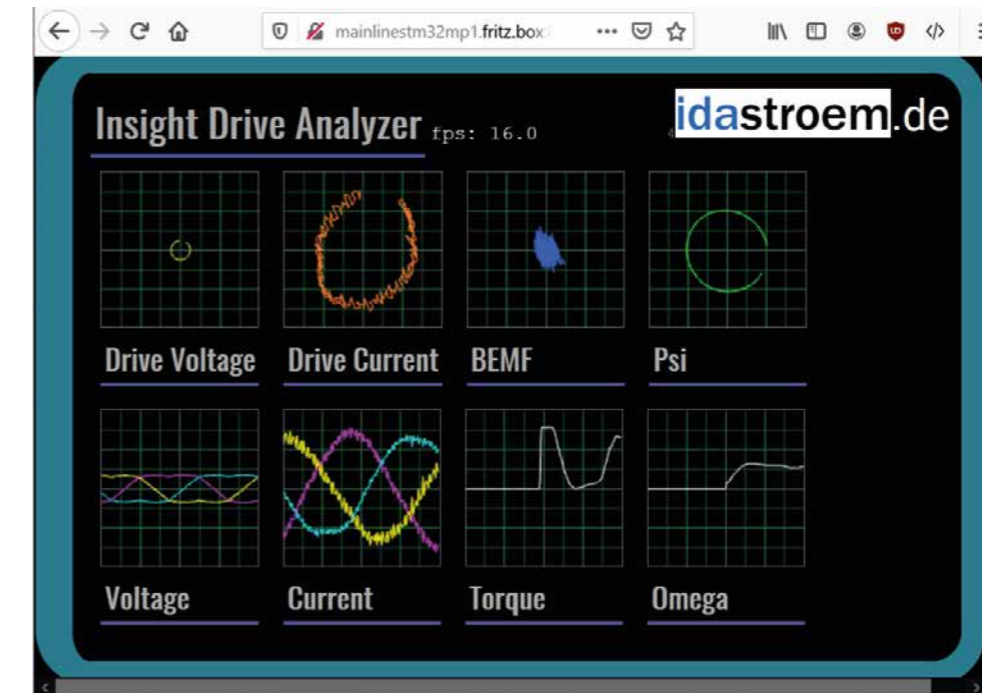 mainlinestm32mp1.fritz.box
Insight Drive Analyzer
fps: 16.0
idastroem.de
Drive Voltage
Drive Current
BEMF
Psi
Voltage
Current
Torque
Omega